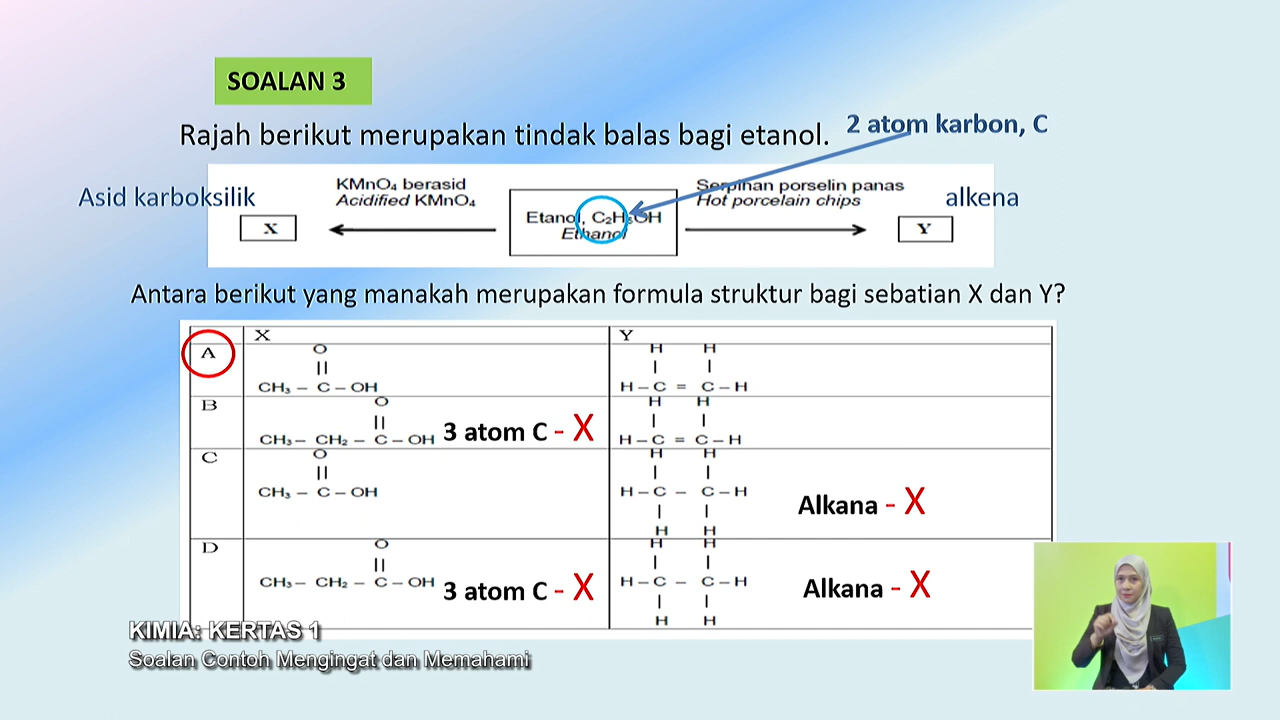 SOALAN 3
Rajah berikut merupakan tindak balas bagi etanol.
2 atom karbon, C
Asid karboksilik
KMnO₄ berasid
Acidified KMnO₄
X
Etanol, C₂H₅OH
Ethanol
Serpihan porselin panas
Hot porcelain chips
alkena
Y
Antara berikut yang manakah merupakan formula struktur bagi sebatian X dan Y?
X Y
A
O H H
|| | |
CH₃ – C – OH H – C = C – H
B
O H H
|| | |
CH₃ – CH₂ – C – OH 3 atom C - X H – C = C – H
C
O H H
|| | |
CH₃ – C – OH H – C – C – H
Alkana - X
| |
H H
D
O H H
|| | |
CH₃ – CH₂ – C – OH 3 atom C - X H – C – C – H Alkana - X
| |
H H
KIMIA: KERTAS 1
Soalan Contoh Mengingat dan Memahami